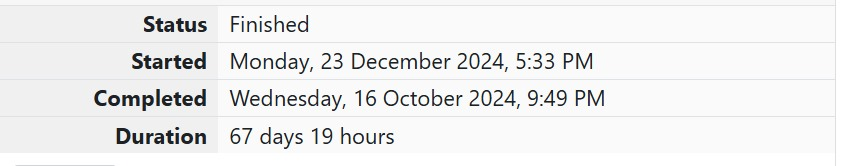 Status Finished
Started Monday, 23 December 2024, 5:33 PM
Completed Wednesday, 16 October 2024, 9:49 PM
Duration 67 days 19 hours